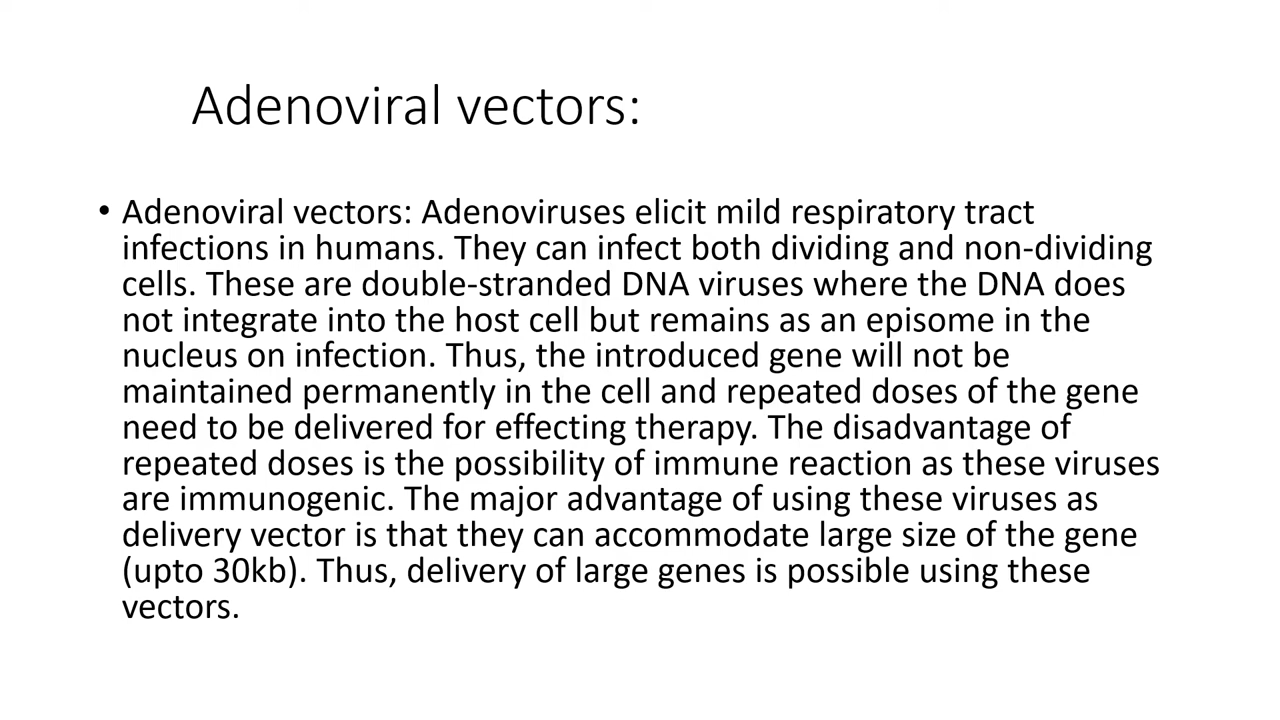 Adenoviral vectors:
• Adenoviral vectors: Adenoviruses elicit mild respiratory tract
infections in humans. They can infect both dividing and non-dividing
cells. These are double-stranded DNA viruses where the DNA does
not integrate into the host cell but remains as an episome in the
nucleus on infection. Thus, the introduced gene will not be
maintained permanently in the cell and repeated doses of the gene
need to be delivered for effecting therapy. The disadvantage of
repeated doses is the possibility of immune reaction as these viruses
are immunogenic. The major advantage of using these viruses as
delivery vector is that they can accommodate large size of the gene
(upto 30kb). Thus, delivery of large genes is possible using these
vectors.